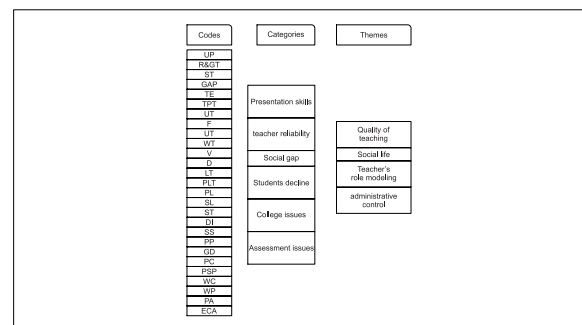 Codes
Categories
Themes
UP
R&GT
ST
GAP
TE
TPT
UT
F
UT
WT
V
D
LT
PLT
PL
SL
ST
DI
SS
PP
GD
PC
PSP
WC
WP
PA
ECA
Presentation skills
teacher reliability
Social gap
Students decline
College issues
Assessment issues
Quality of
teaching
Social life
Teacher's
role modeling
administrative
control